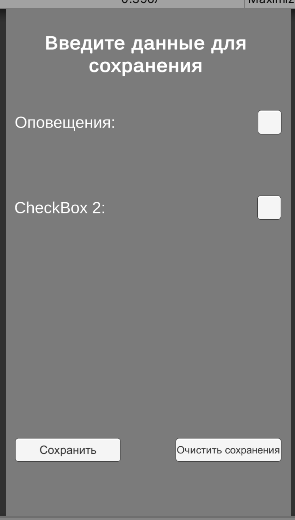 Введите данные для
сохранения
Оповещения:
CheckBox 2:
Сохранить
Очистить сохранения